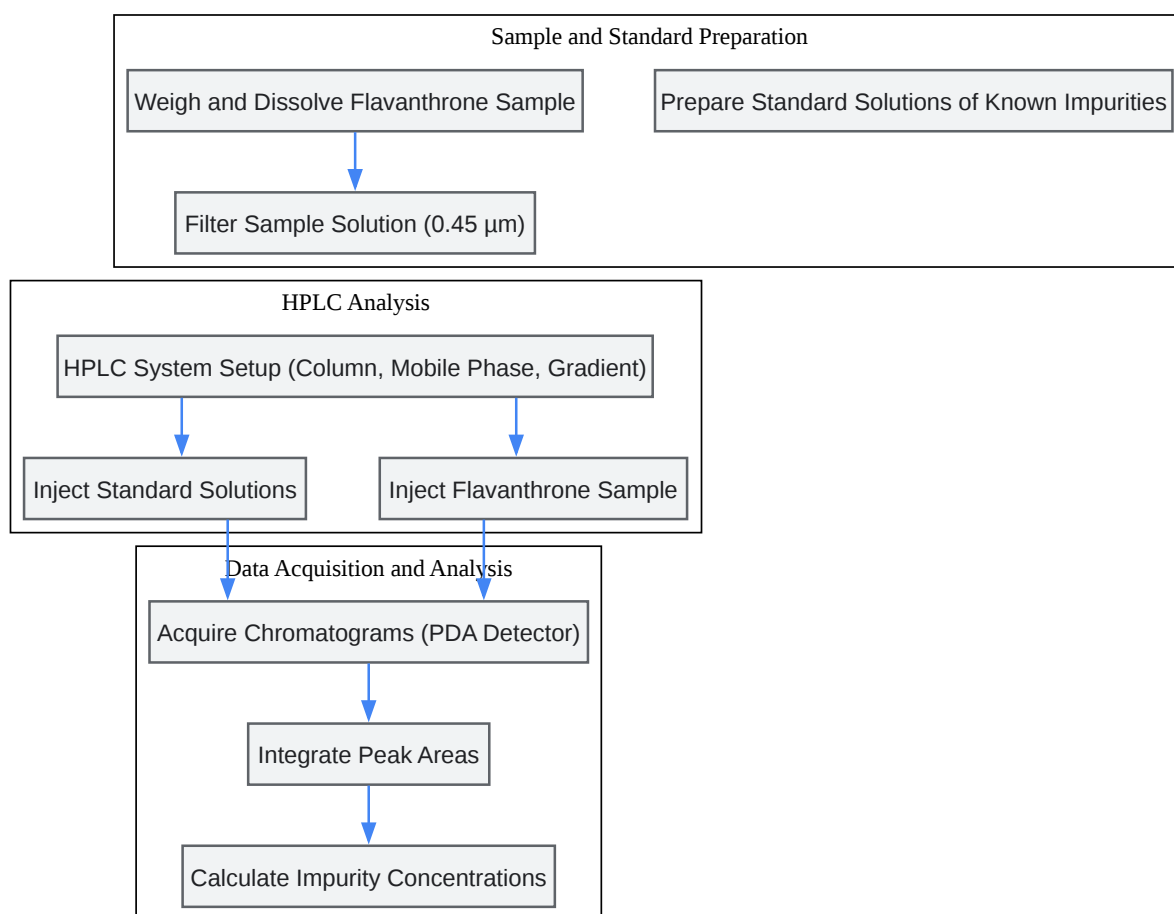 Sample and Standard Preparation
Weigh and Dissolve Flavanthrone Sample
Prepare Standard Solutions of Known Impurities
Filter Sample Solution (0.45 µm)
HPLC Analysis
HPLC System Setup (Column, Mobile Phase, Gradient)
Inject Standard Solutions
Inject Flavanthrone Sample
Data Acquisition and Analysis
Acquire Chromatograms (PDA Detector)
Integrate Peak Areas
Calculate Impurity Concentrations